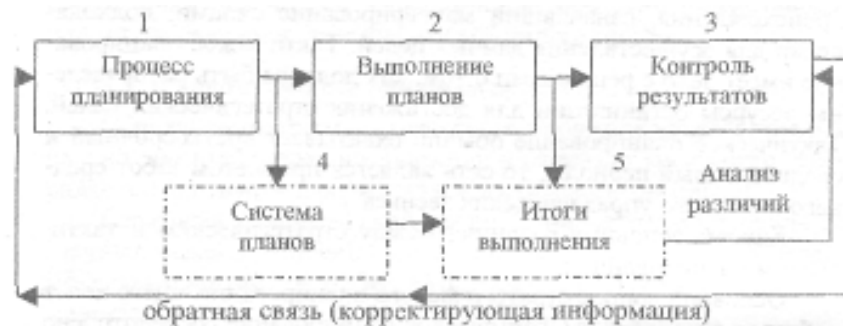 1
2
3
Процесс
планирования
Выполнение
планов
Контроль
результатов
4
5
Система
планов
Итоги
выполнения
Анализ
различий
обратная связь (корректирующая информация)